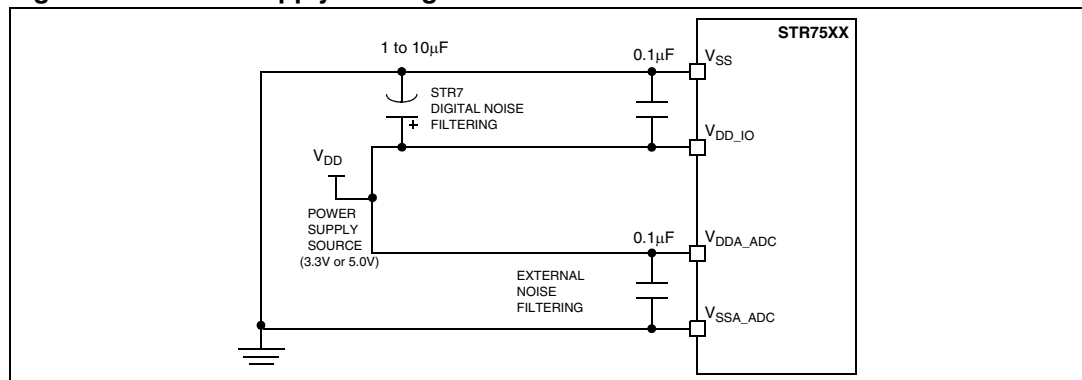 STR75XX
1 to 10µF
0.1µF
VSS
STR7
DIGITAL NOISE
FILTERING
+
VDD_IO
VDD
POWER
SUPPLY
SOURCE
(3.3V or 5.0V)
0.1µF
VDDA_ADC
EXTERNAL
NOISE
FILTERING
VSSA_ADC